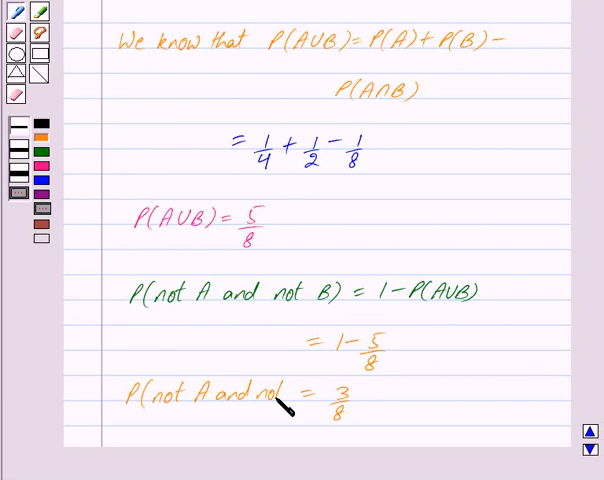 We know that P(A∪B)=P(A)+P(B)−
P(A∩B)
= 1/4 + 1/2 − 1/8
P(A∪B) = 5/8
P(not A and not B) = 1−P(A∪B)
= 1− 5/8
P(not A and not = 3/8